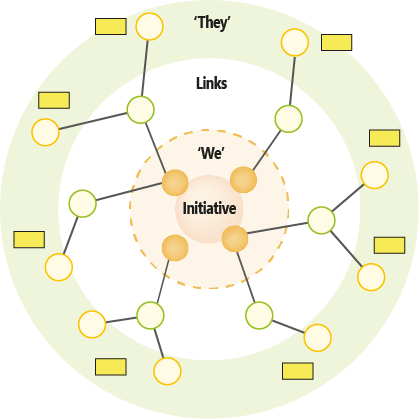 ‘They’
Links
‘We’
Initiative